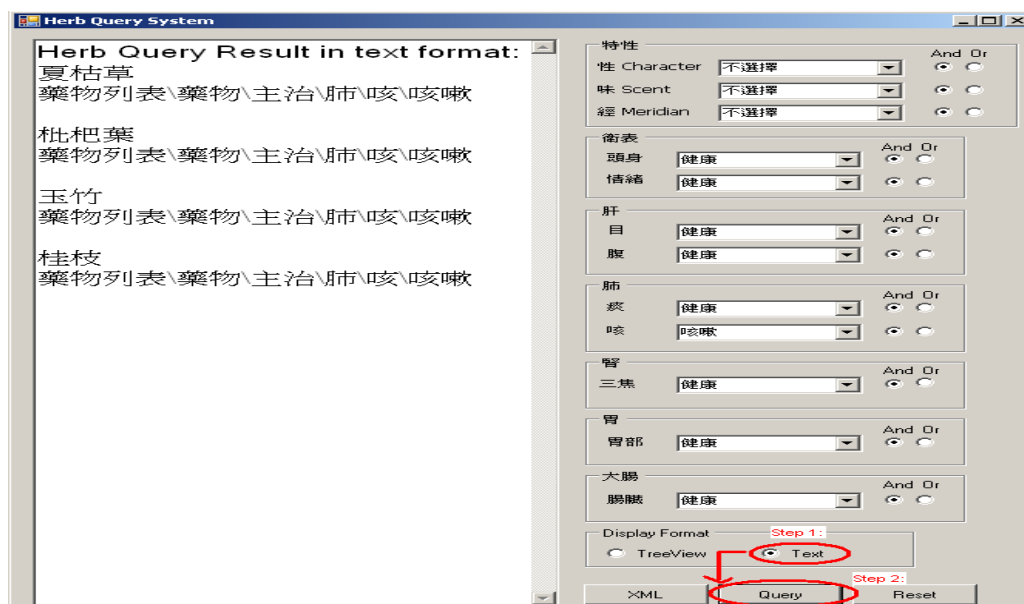 Herb Query System
Herb Query Result in text format:
夏枯草
藥物列表\藥物\主治\肺\咳\咳嗽
枇杷葉
藥物列表\藥物\主治\肺\咳\咳嗽
玉竹
藥物列表\藥物\主治\肺\咳\咳嗽
桂枝
藥物列表\藥物\主治\肺\咳\咳嗽
特性
And Or
性 Character 不選擇
味 Scent 不選擇
經 Meridian 不選擇
衛表
And Or
頭身 健康
情緒 健康
肝
And Or
目 健康
腹 健康
肺
And Or
痰 健康
咳 咳嗽
腎
And Or
三焦 健康
胃
And Or
胃部 健康
大腸
And Or
腸臟 健康
Display Format
Step 1:
TreeView Text
Step 2:
XML Query Reset